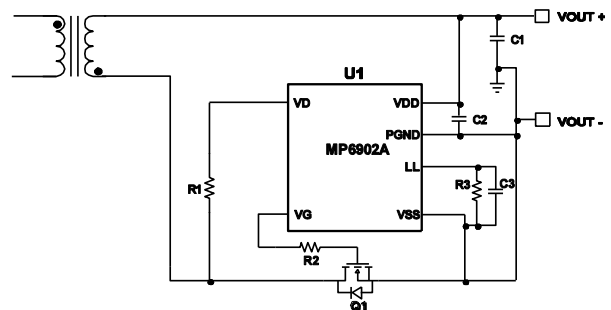 VOUT +
C1
U1
VD
VDD
C2
VOUT -
PGND
MP6902A
LL
R1
R3
C3
VG
VSS
R2
Q1